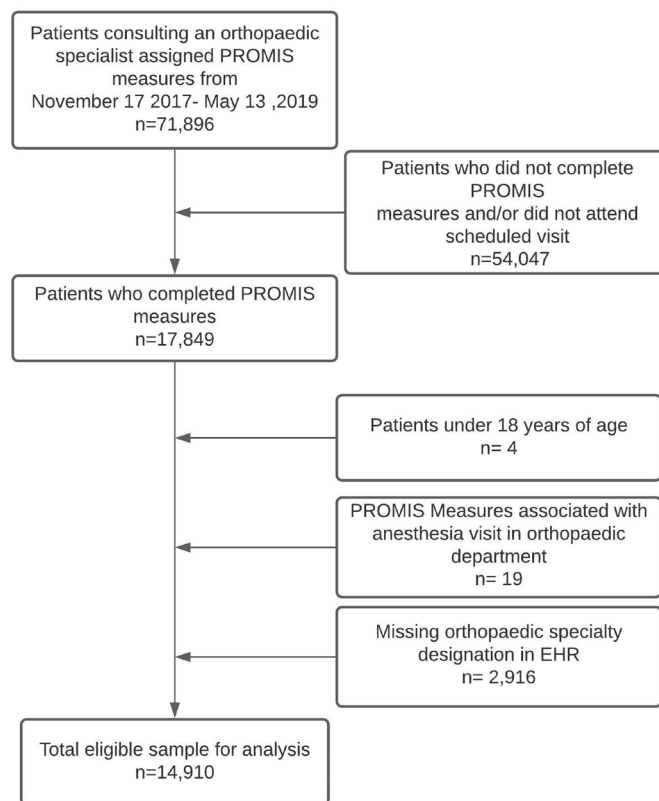 Patients consulting an orthopaedic
specialist assigned PROMIS
measures from
November 17 2017- May 13 ,2019
n=71,896
Patients who did not complete
PROMIS
measures and/or did not attend
scheduled visit
n=54,047
Patients who completed PROMIS
measures
n=17,849
Patients under 18 years of age
n= 4
PROMIS Measures associated with
anesthesia visit in orthopaedic
department
n= 19
Missing orthopaedic specialty
designation in EHR
n= 2,916
Total eligible sample for analysis
n=14,910